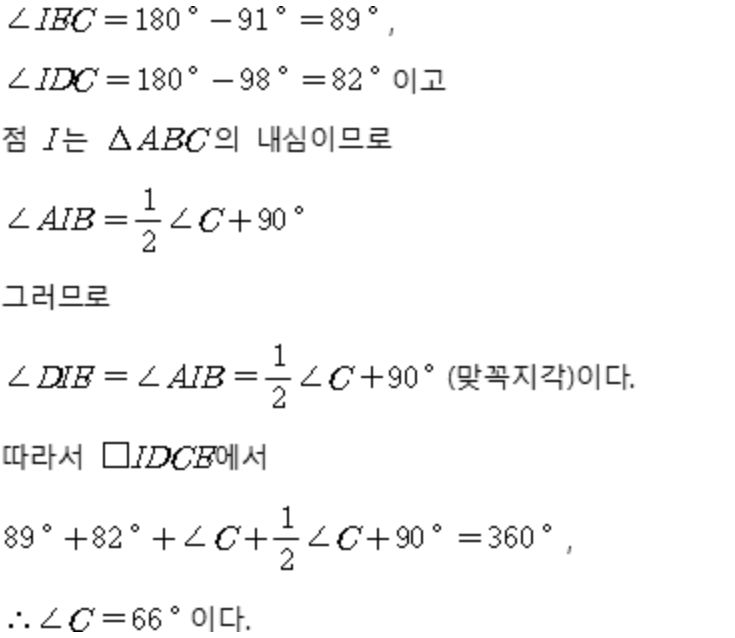 ∠IEC = 180° − 91° = 89°,
∠IDC = 180° − 98° = 82° 이고
점 I는 △ABC의 내심이므로
∠AIB = 1/2 ∠C + 90°
그러므로
∠DIE = ∠AIB = 1/2 ∠C + 90° (맞꼭지각)이다.
따라서 □IDCE에서
89° + 82° + ∠C + 1/2 ∠C + 90° = 360°,
∴ ∠C = 66° 이다.